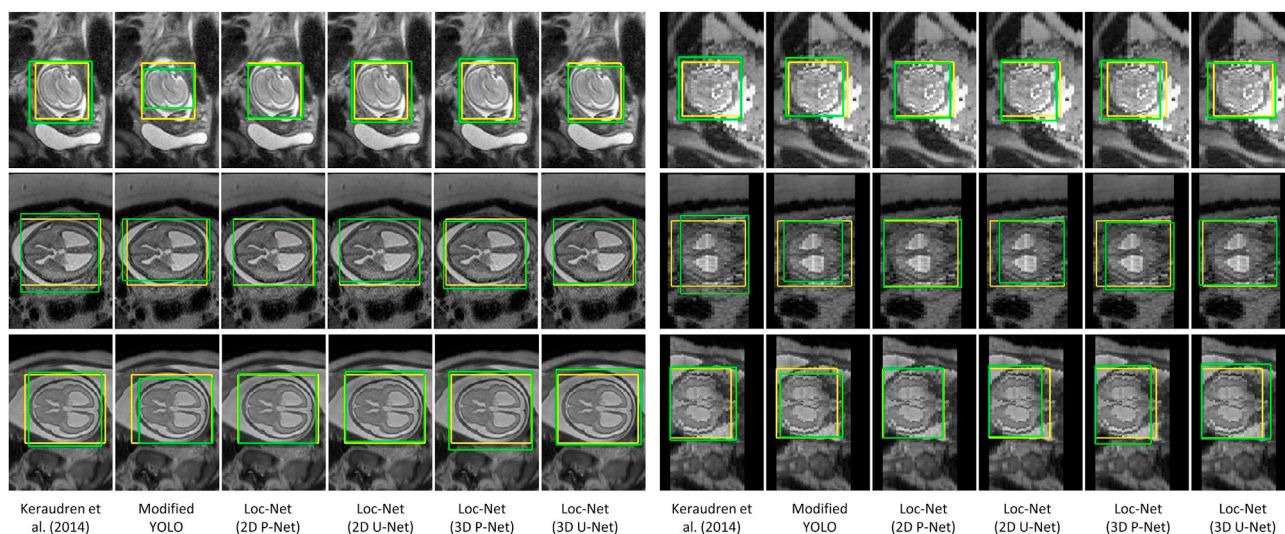 Keraudren et al. (2014)
Modified YOLO
Loc-Net (2D P-Net)
Loc-Net (2D U-Net)
Loc-Net (3D P-Net)
Loc-Net (3D U-Net)
Keraudren et al. (2014)
Modified YOLO
Loc-Net (2D P-Net)
Loc-Net (2D U-Net)
Loc-Net (3D P-Net)
Loc-Net (3D U-Net)